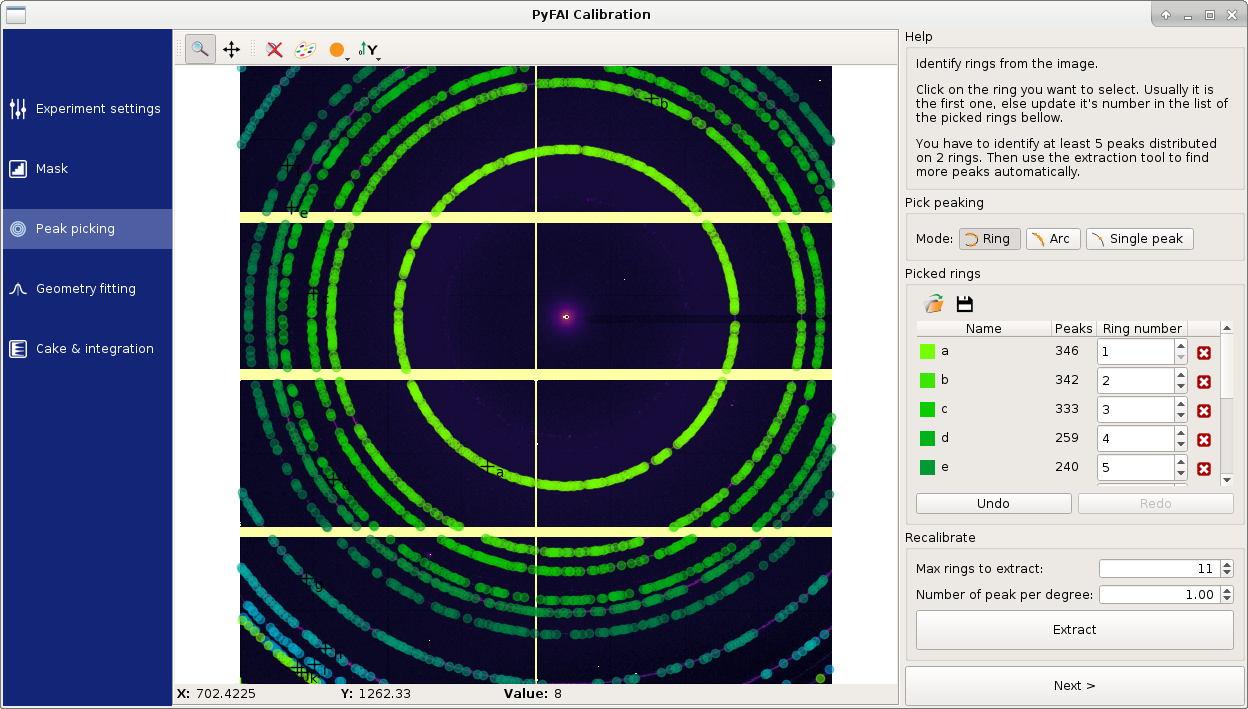 PyFAI Calibration
Experiment settings
Mask
Peak picking
Geometry fitting
Cake & integration
Y
b
e
c
a
X: 702.4225 Y: 1262.33 Value: 8
Help
Identify rings from the image.
Click on the ring you want to select. Usually it is
the first one, else update it's number in the list of
the picked rings bellow.
You have to identify at least 5 peaks distributed
on 2 rings. Then use the extraction tool to find
more peaks automatically.
Pick peaking
Mode: Ring Arc Single peak
Picked rings
Name Peaks Ring number
a 346 1
b 342 2
c 333 3
d 259 4
e 240 5
Undo Redo
Recalibrate
Max rings to extract: 11
Number of peak per degree: 1.00
Extract
Next >